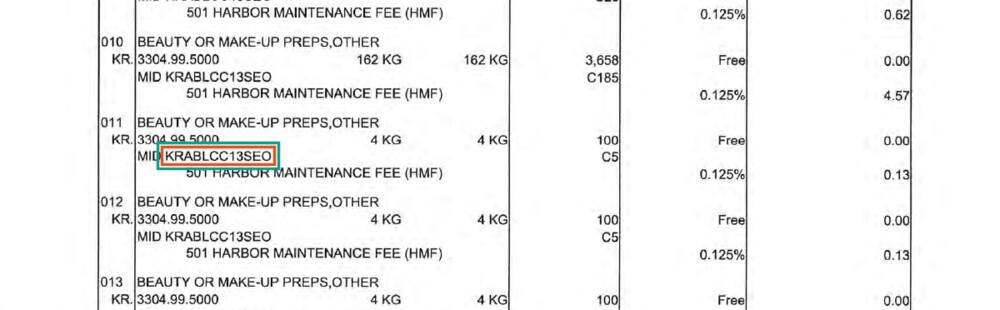 501 HARBOR MAINTENANCE FEE (HMF) 0.125% 0.62
010 BEAUTY OR MAKE-UP PREPS,OTHER
KR. 3304.99.5000 162 KG 162 KG 3,658 Free 0.00
MID KRABLCC13SEO C185
501 HARBOR MAINTENANCE FEE (HMF) 0.125% 4.57
011 BEAUTY OR MAKE-UP PREPS,OTHER
KR. 3304.99.5000 4 KG 4 KG 100 Free 0.00
MID KRABLCC13SEO C5
501 HARBOR MAINTENANCE FEE (HMF) 0.125% 0.13
012 BEAUTY OR MAKE-UP PREPS,OTHER
KR. 3304.99.5000 4 KG 4 KG 100 Free 0.00
MID KRABLCC13SEO C5
501 HARBOR MAINTENANCE FEE (HMF) 0.125% 0.13
013 BEAUTY OR MAKE-UP PREPS,OTHER
KR. 3304.99.5000 4 KG 4 KG 100 Free 0.00